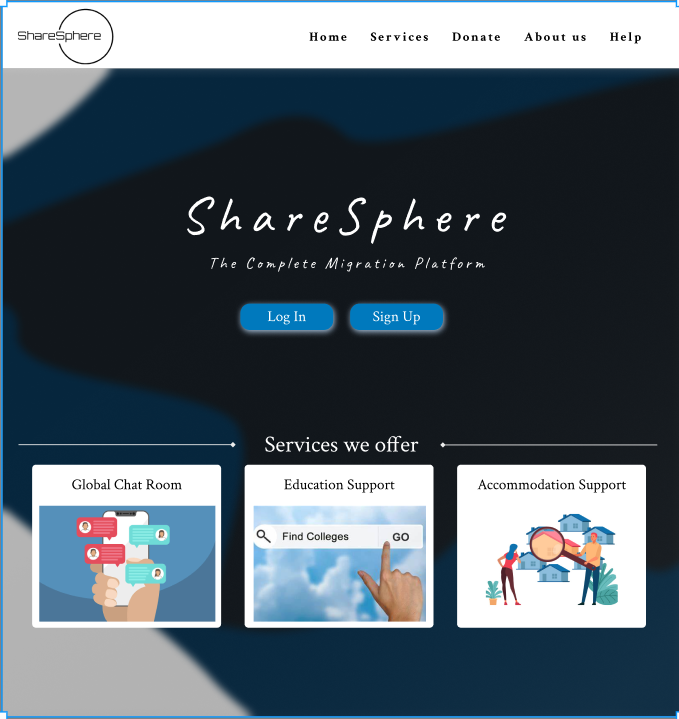 ShareSphere
Home Services Donate About us Help
ShareSphere
The Complete Migration Platform
Log In Sign Up
Services we offer
Global Chat Room
Education Support
Accommodation Support
Find Colleges GO